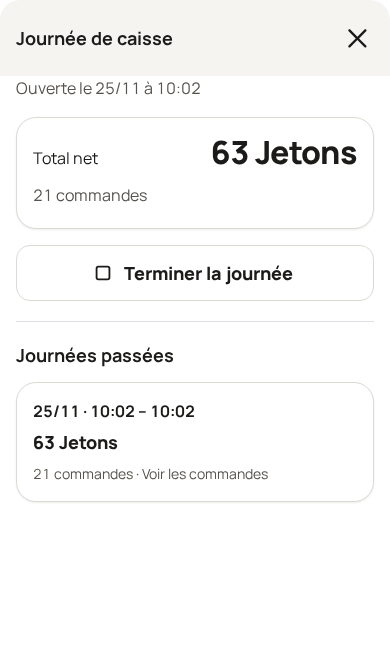 Journée de caisse
Ouverte le 25/11 à 10:02
Total net
63 Jetons
21 commandes
Terminer la journée
Journées passées
25/11 · 10:02 – 10:02
63 Jetons
21 commandes · Voir les commandes